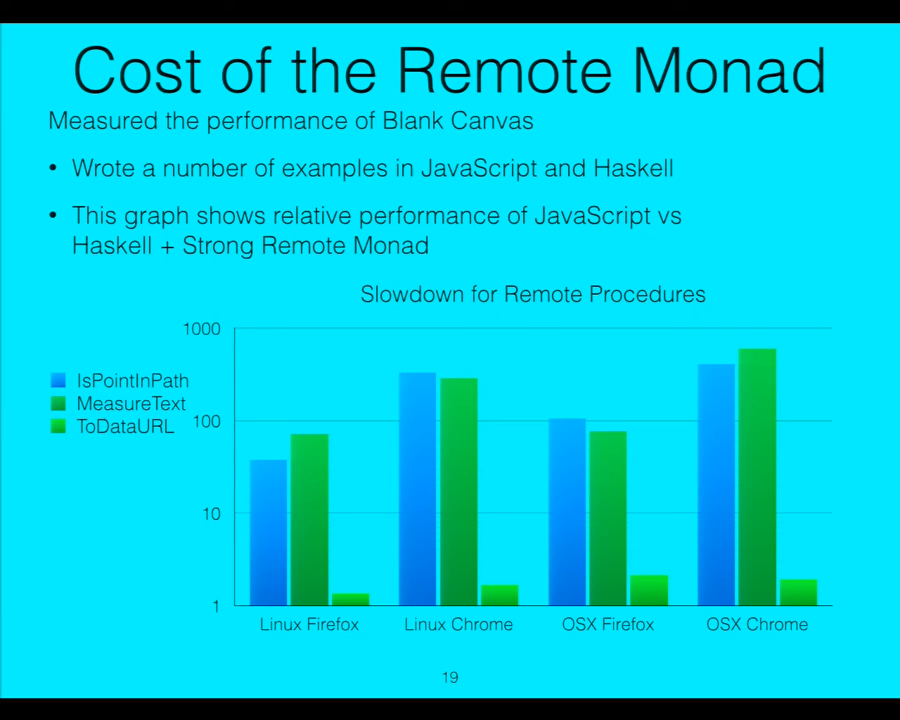 Cost of the Remote Monad
Measured the performance of Blank Canvas
• Wrote a number of examples in JavaScript and Haskell
• This graph shows relative performance of JavaScript vs
Haskell + Strong Remote Monad
Slowdown for Remote Procedures
IsPointInPath
MeasureText
ToDataURL
1000
100
10
1
Linux Firefox
Linux Chrome
OSX Firefox
OSX Chrome
19